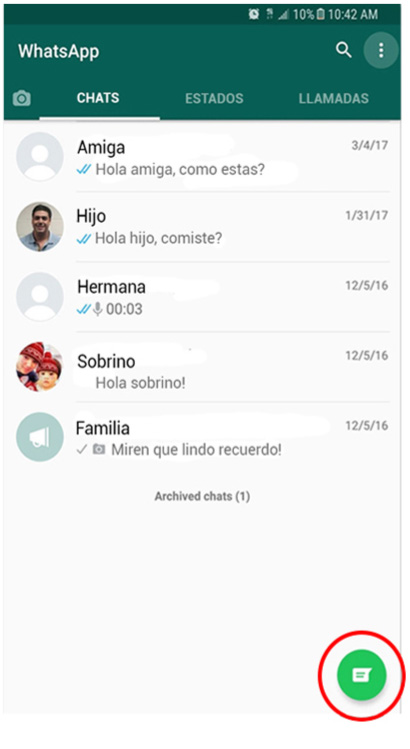 10% 10:42 AM
WhatsApp
CHATS ESTADOS LLAMADAS
Amiga 3/4/17
Hola amiga, como estas?
Hijo 1/31/17
Hola hijo, comiste?
Hermana 12/5/16
00:03
Sobrino 12/5/16
Hola sobrino!
Familia 12/5/16
Miren que lindo recuerdo!
Archived chats (1)